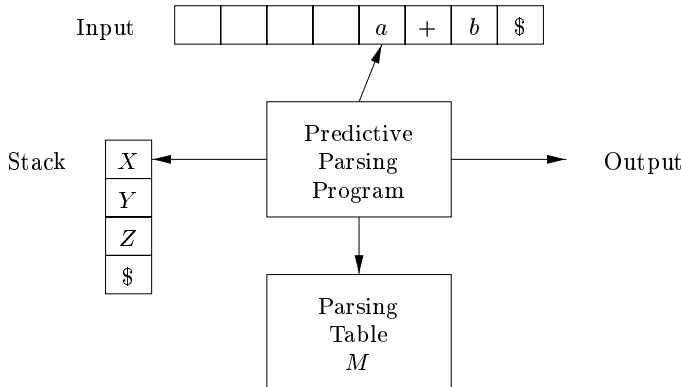 Input a + b $
Predictive
Parsing
Program
Stack X
Y
Z
$
Output
Parsing
Table
M